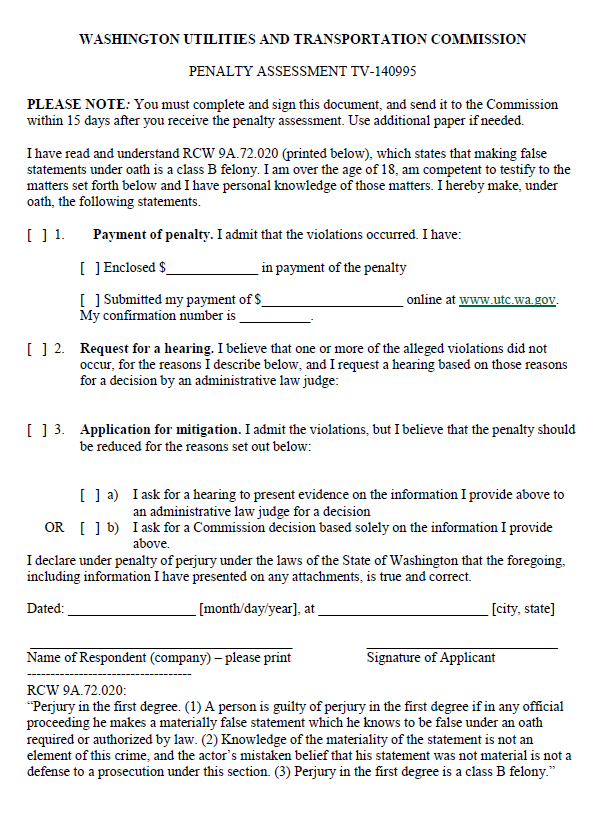 WASHINGTON UTILITIES AND TRANSPORTATION COMMISSION
PENALTY ASSESSMENT TV-140995
PLEASE NOTE: You must complete and sign this document, and send it to the Commission
within 15 days after you receive the penalty assessment. Use additional paper if needed.
I have read and understand RCW 9A.72.020 (printed below), which states that making false
statements under oath is a class B felony. I am over the age of 18, am competent to testify to the
matters set forth below and I have personal knowledge of those matters. I hereby make, under
oath, the following statements.
[ ] 1. Payment of penalty. I admit that the violations occurred. I have:
[ ] Enclosed $______________ in payment of the penalty
[ ] Submitted my payment of $______________________ online at www.utc.wa.gov.
My confirmation number is ___________.
[ ] 2. Request for a hearing. I believe that one or more of the alleged violations did not
occur, for the reasons I describe below, and I request a hearing based on those reasons
for a decision by an administrative law judge:
[ ] 3. Application for mitigation. I admit the violations, but I believe that the penalty should
be reduced for the reasons set out below:
[ ] a) I ask for a hearing to present evidence on the information I provide above to
an administrative law judge for a decision
OR [ ] b) I ask for a Commission decision based solely on the information I provide
above.
I declare under penalty of perjury under the laws of the State of Washington that the foregoing,
including information I have presented on any attachments, is true and correct.
Dated: ____________________ [month/day/year], at __________________________ [city, state]
_________________________________________ ______________________________
Name of Respondent (company) – please print Signature of Applicant
-----------------------------------
RCW 9A.72.020:
“Perjury in the first degree. (1) A person is guilty of perjury in the first degree if in any official
proceeding he makes a materially false statement which he knows to be false under an oath
required or authorized by law. (2) Knowledge of the materiality of the statement is not an
element of this crime, and the actor’s mistaken belief that his statement was not material is not a
defense to a prosecution under this section. (3) Perjury in the first degree is a class B felony.”